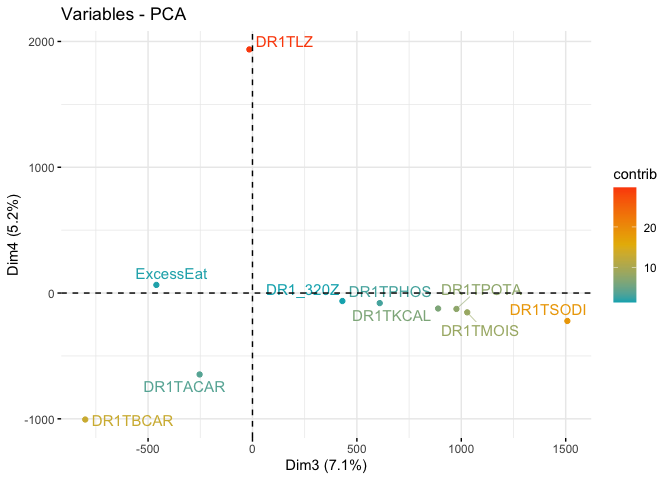 Variables - PCA
2000
1000
0
-1000
Dim4 (5.2%)
DR1TLZ
ExcessEat
DR1_320Z
DR1TPHOS
DR1TPOTA
DR1TKCAL
DR1TSODI
DR1TMOIS
DR1TACAR
DR1TBCAR
-500
0
500
1000
1500
Dim3 (7.1%)
contrib
20
10